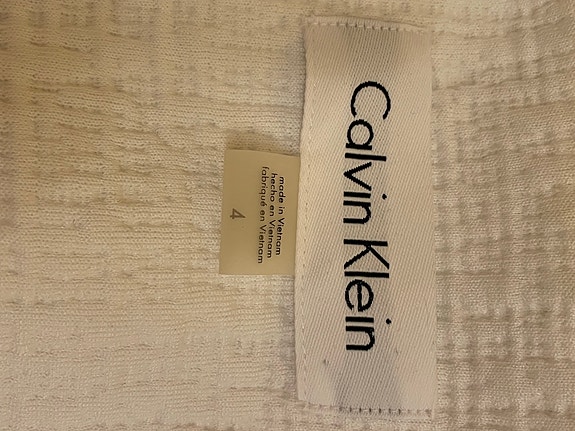 Calvin Klein
made in Vietnam
hecho en Vietnam
fabriqué en Vietnam
4